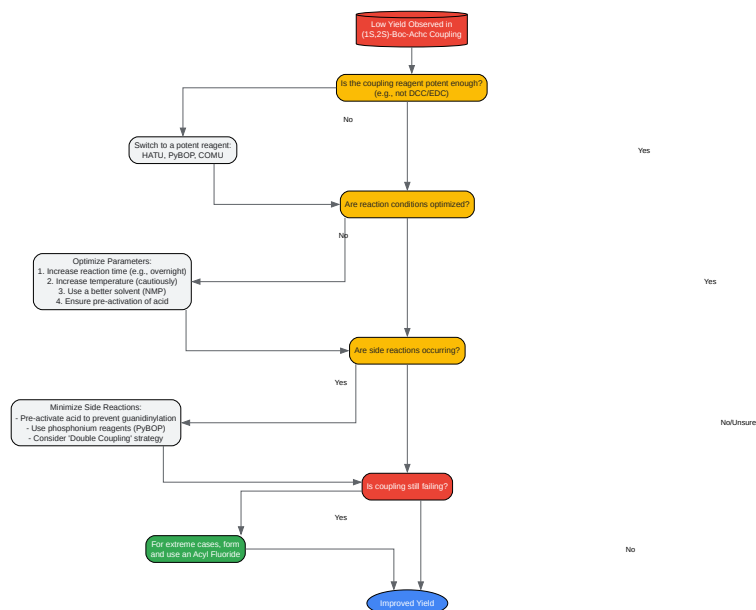 Low Yield Observed in
(1S,2S)-Boc-Achc Coupling
Is the coupling reagent potent enough?
(e.g., not DCC/EDC)
No
Switch to a potent reagent:
HATU, PyBOP, COMU
Yes
Are reaction conditions optimized?
No
Optimize Parameters:
1. Increase reaction time (e.g., overnight)
2. Increase temperature (cautiously)
3. Use a better solvent (NMP)
4. Ensure pre-activation of acid
Yes
Are side reactions occurring?
Yes
Minimize Side Reactions:
- Pre-activate acid to prevent guanidinylation
- Use phosphonium reagents (PyBOP)
- Consider 'Double Coupling' strategy
No/Unsure
Is coupling still failing?
Yes
For extreme cases, form
and use an Acyl Fluoride
No
Improved Yield